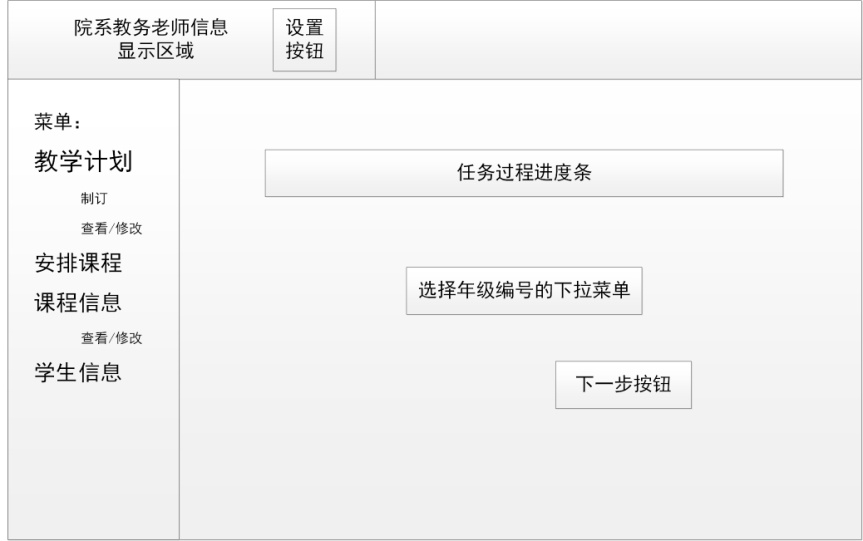 院系教务老师信息
显示区域
设置
按钮
菜单：
教学计划
制订
查看/修改
安排课程
课程信息
查看/修改
学生信息
任务过程进度条
选择年级编号的下拉菜单
下一步按钮